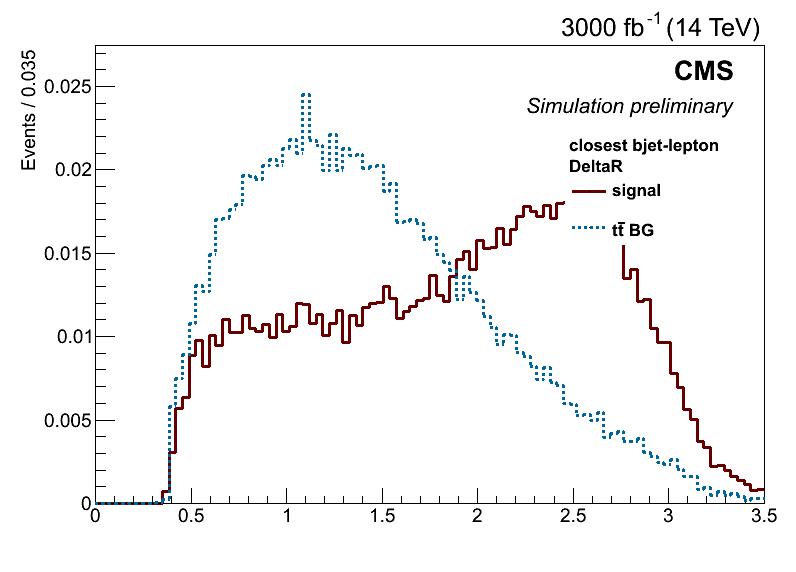 3000 fb⁻¹ (14 TeV)
Events / 0.035
CMS
Simulation preliminary
closest bjet-lepton
DeltaR
signal
tt̄ BG
0.025
0.02
0.015
0.01
0.005
0
0 0.5 1 1.5 2 2.5 3 3.5